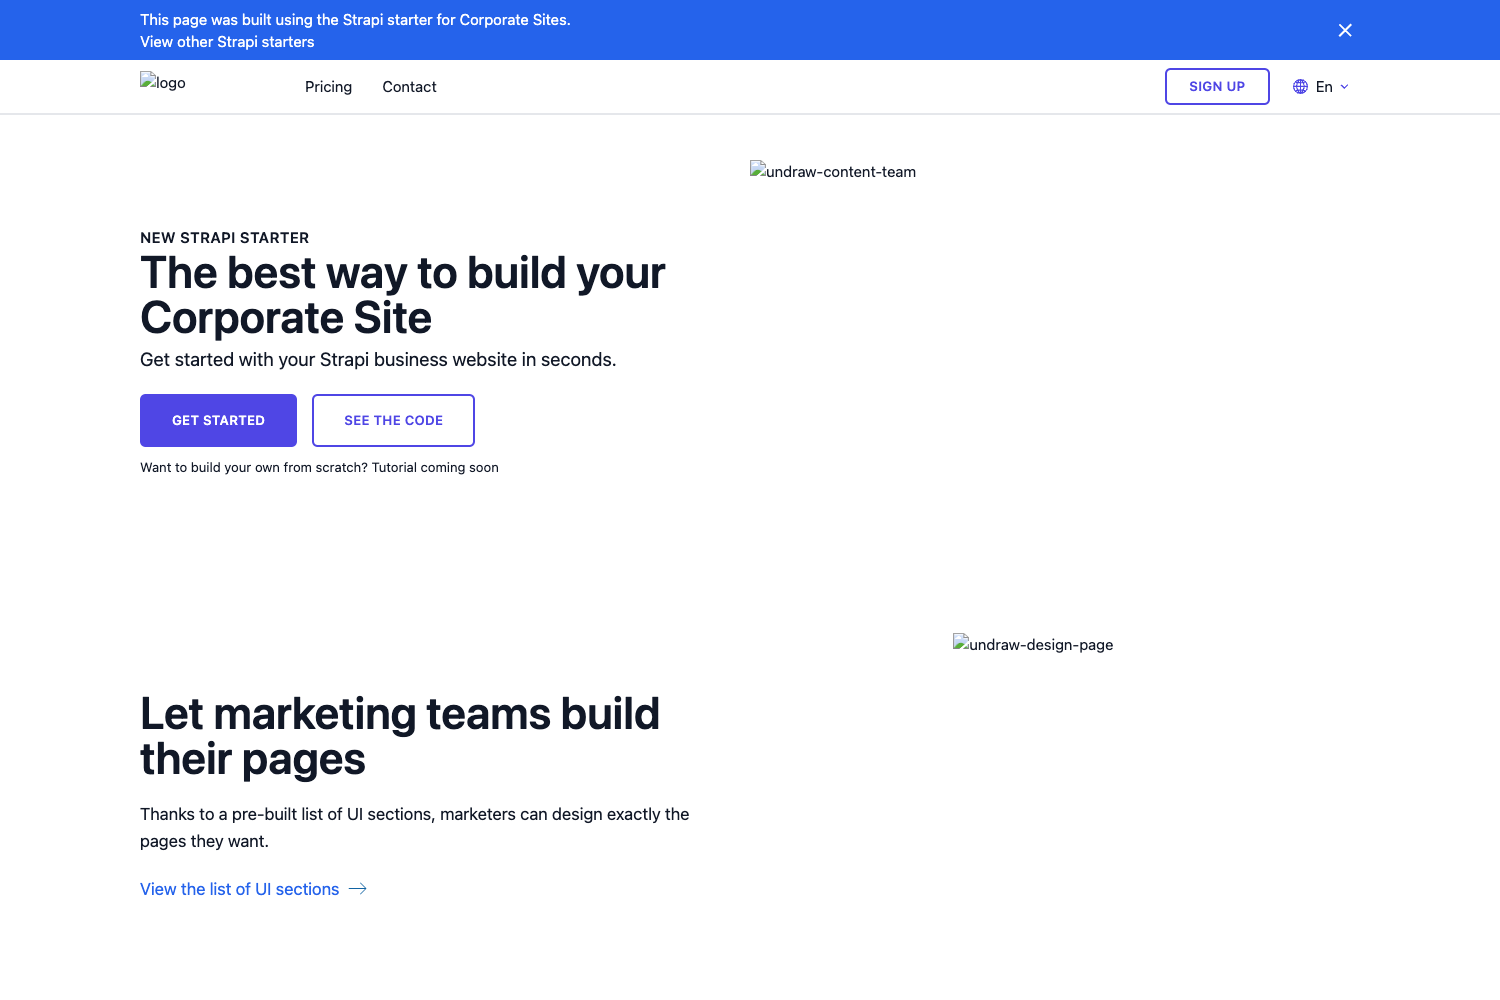 This page was built using the Strapi starter for Corporate Sites.
View other Strapi starters
logo
Pricing
Contact
SIGN UP
En
undraw-content-team
NEW STRAPI STARTER
The best way to build your
Corporate Site
Get started with your Strapi business website in seconds.
GET STARTED
SEE THE CODE
Want to build your own from scratch? Tutorial coming soon
undraw-design-page
Let marketing teams build
their pages
Thanks to a pre-built list of UI sections, marketers can design exactly the
pages they want.
View the list of UI sections